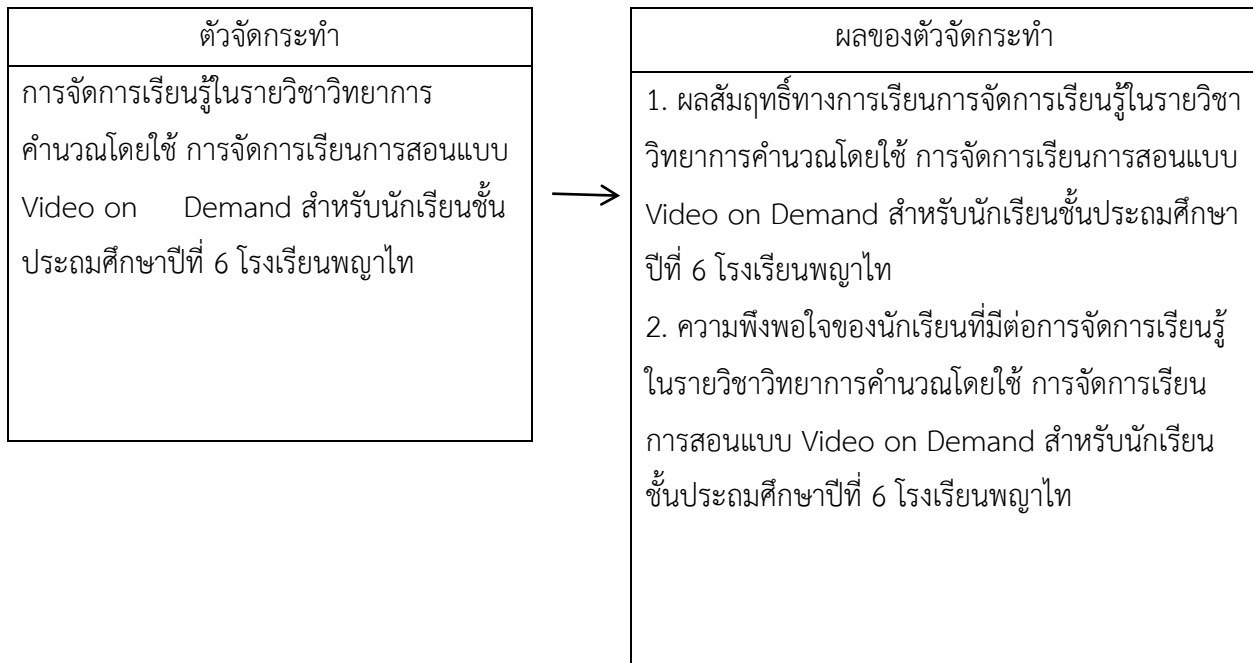 ตัวจัดกระทำ
การจัดการเรียนรู้ในรายวิชาวิทยาการ
คำนวณโดยใช้ การจัดการเรียนการสอนแบบ
Video on Demand สำหรับนักเรียนชั้น
ประถมศึกษาปีที่ 6 โรงเรียนพญาไท
ผลของตัวจัดกระทำ
1. ผลสัมฤทธิ์ทางการเรียนการจัดการเรียนรู้ในรายวิชา
วิทยาการคำนวณโดยใช้ การจัดการเรียนการสอนแบบ
Video on Demand สำหรับนักเรียนชั้นประถมศึกษา
ปีที่ 6 โรงเรียนพญาไท
2. ความพึงพอใจของนักเรียนที่มีต่อการจัดการเรียนรู้
ในรายวิชาวิทยาการคำนวณโดยใช้ การจัดการเรียน
การสอนแบบ Video on Demand สำหรับนักเรียน
ชั้นประถมศึกษาปีที่ 6 โรงเรียนพญาไท